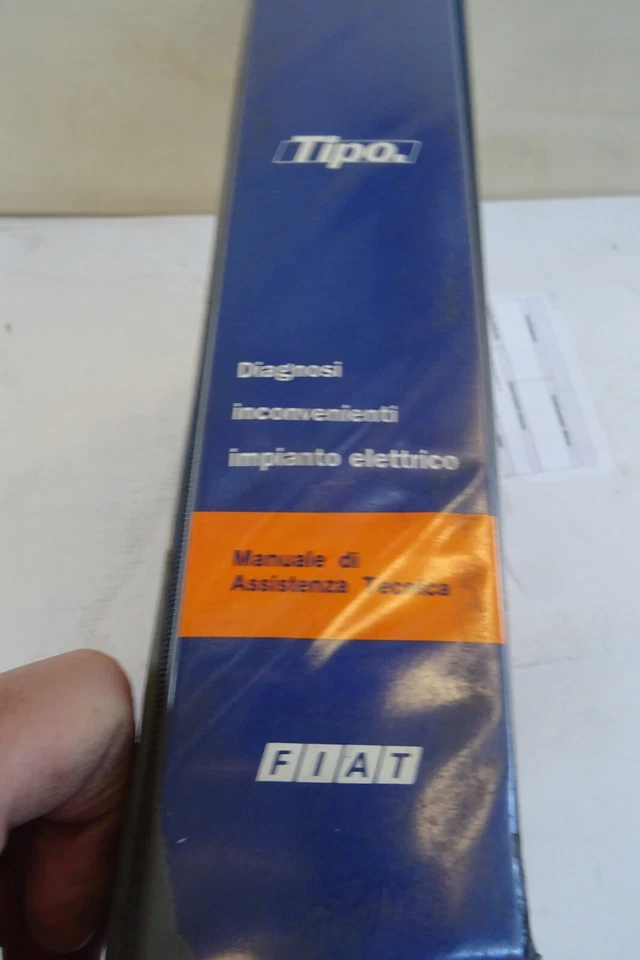 Tipo.
Diagnosi
inconvenienti
impianto elettrico
Manuale di
Assistenza Tecnica
FIAT